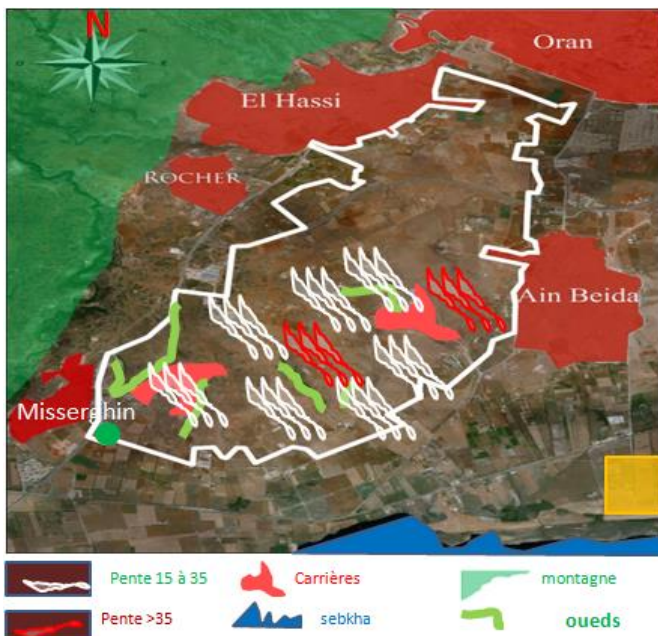 N
Oran
El Hassi
ROCHER
Ain Beida
Misserghin
Pente 15 à 35
Carrières
montagne
Pente >35
sebkha
oueds